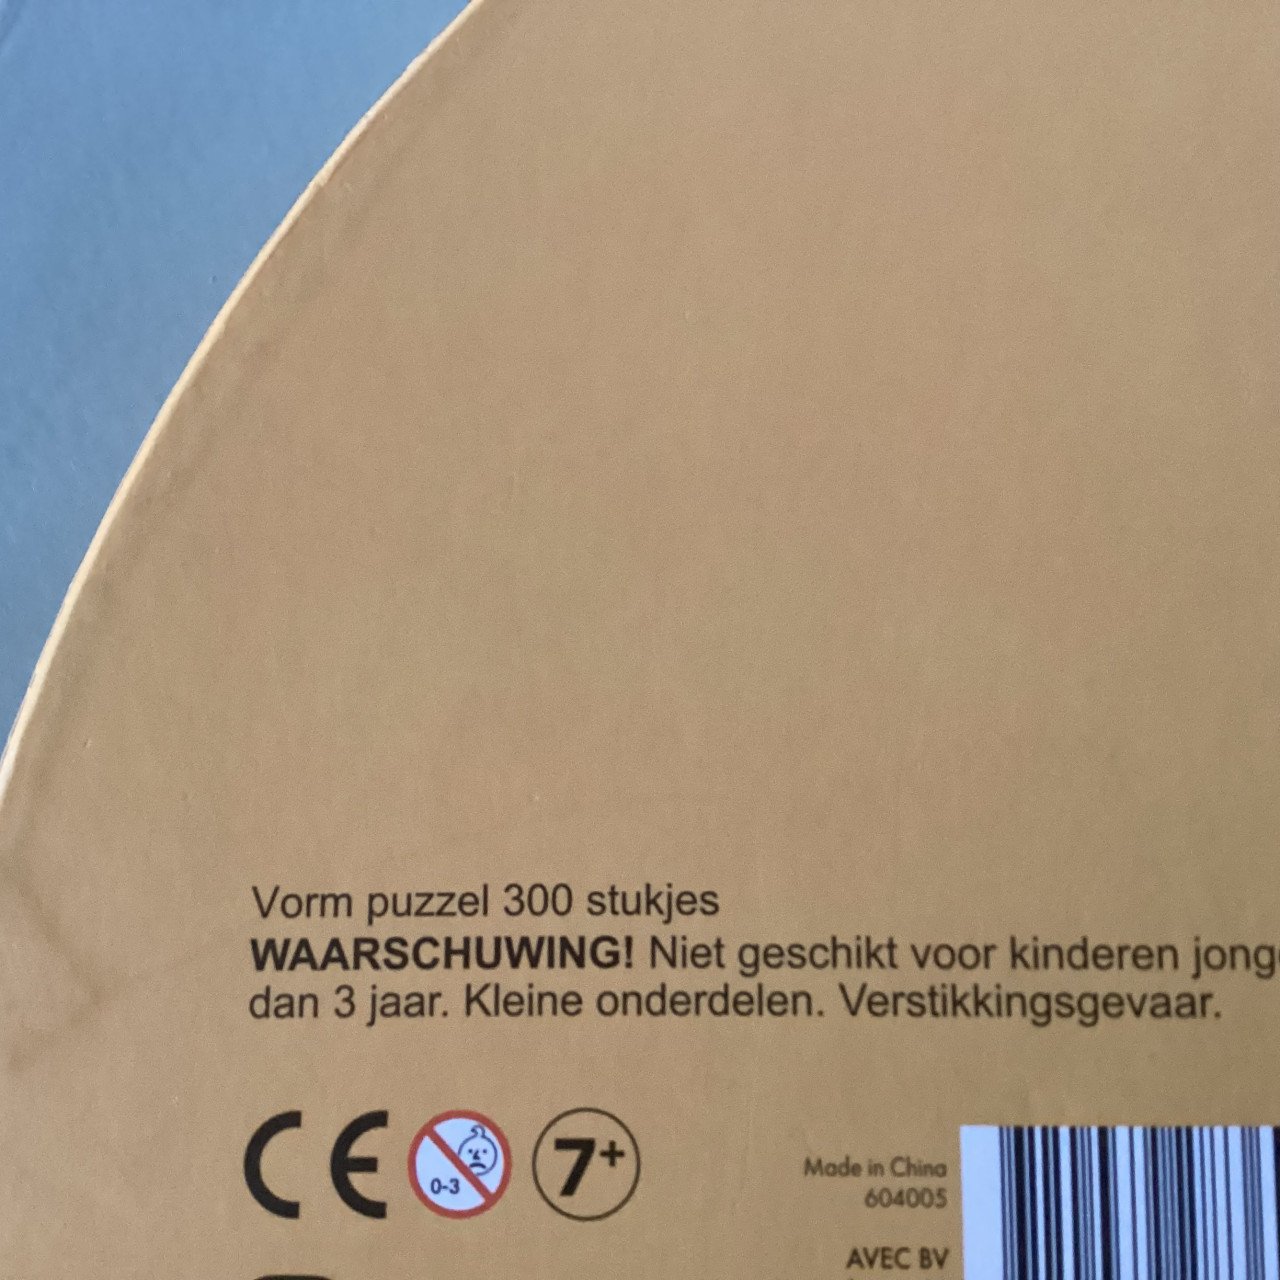 Vorm puzzel 300 stukjes
WAARSCHUWING! Niet geschikt voor kinderen jong
dan 3 jaar. Kleine onderdelen. Verstikkingsgevaar.
CE
0-3
7+
Made in China
604005
AVEC BV